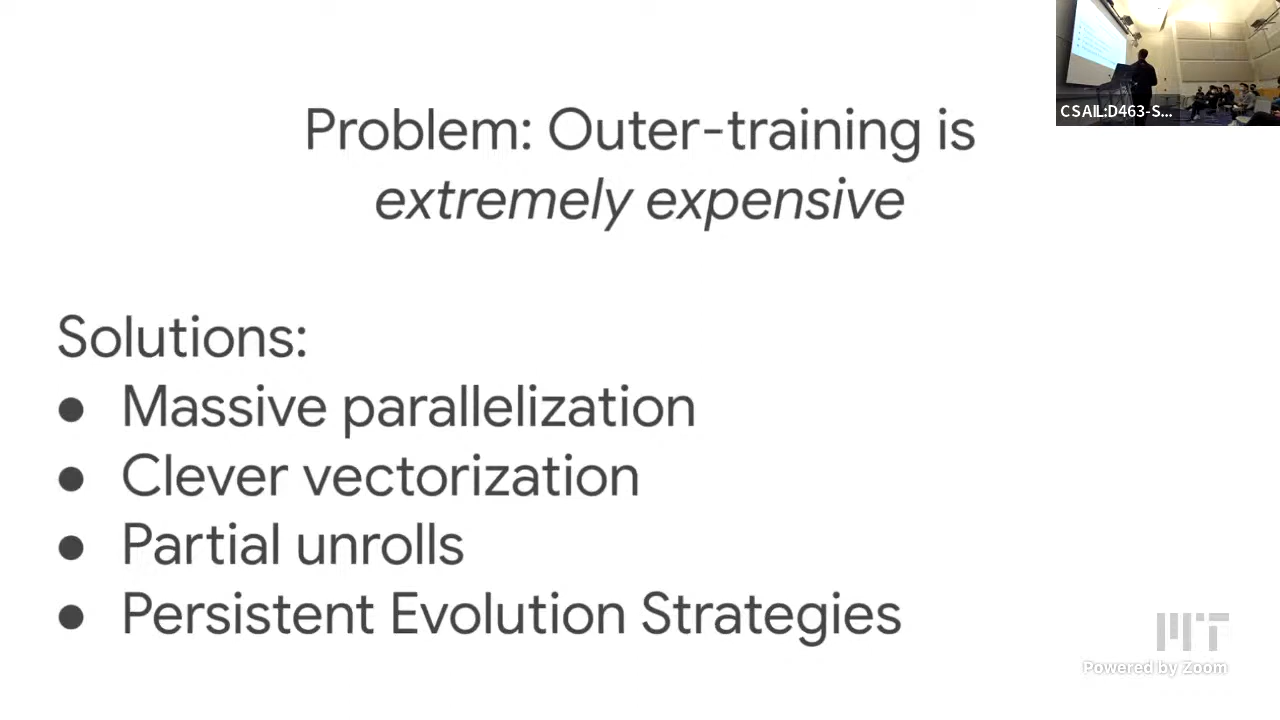 Problem: Outer-training is
extremely expensive
Solutions:
● Massive parallelization
● Clever vectorization
● Partial unrolls
● Persistent Evolution Strategies
CSAIL:D463-S...
MIT
Powered by Zoom